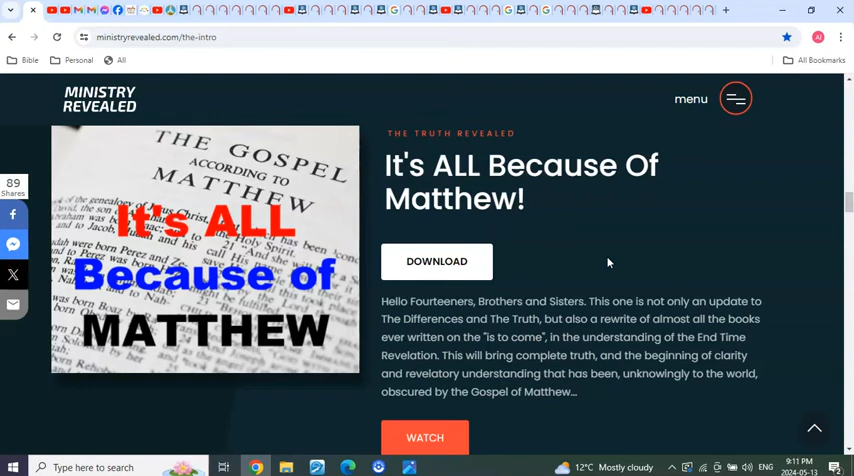 ministryrevealed.com/the-intro
AI
Bible
Personal
All
All Bookmarks
MINISTRY
REVEALED
menu
89
Shares
THE GOSPEL
ACCORDING TO
MATTHEW
It's ALL
Because of
MATTHEW
THE TRUTH REVEALED
It's ALL Because Of
Matthew!
DOWNLOAD
Hello Fourteeners, Brothers and Sisters. This one is not only an update to
The Differences and The Truth, but also a rewrite of almost all the books
ever written on the "is to come", in the understanding of the End Time
Revelation. This will bring complete truth, and the beginning of clarity
and revelatory understanding that has been, unknowingly to the world,
obscured by the Gospel of Matthew...
WATCH
Type here to search
12°C Mostly cloudy
ENG
9:11 PM
2024-05-13